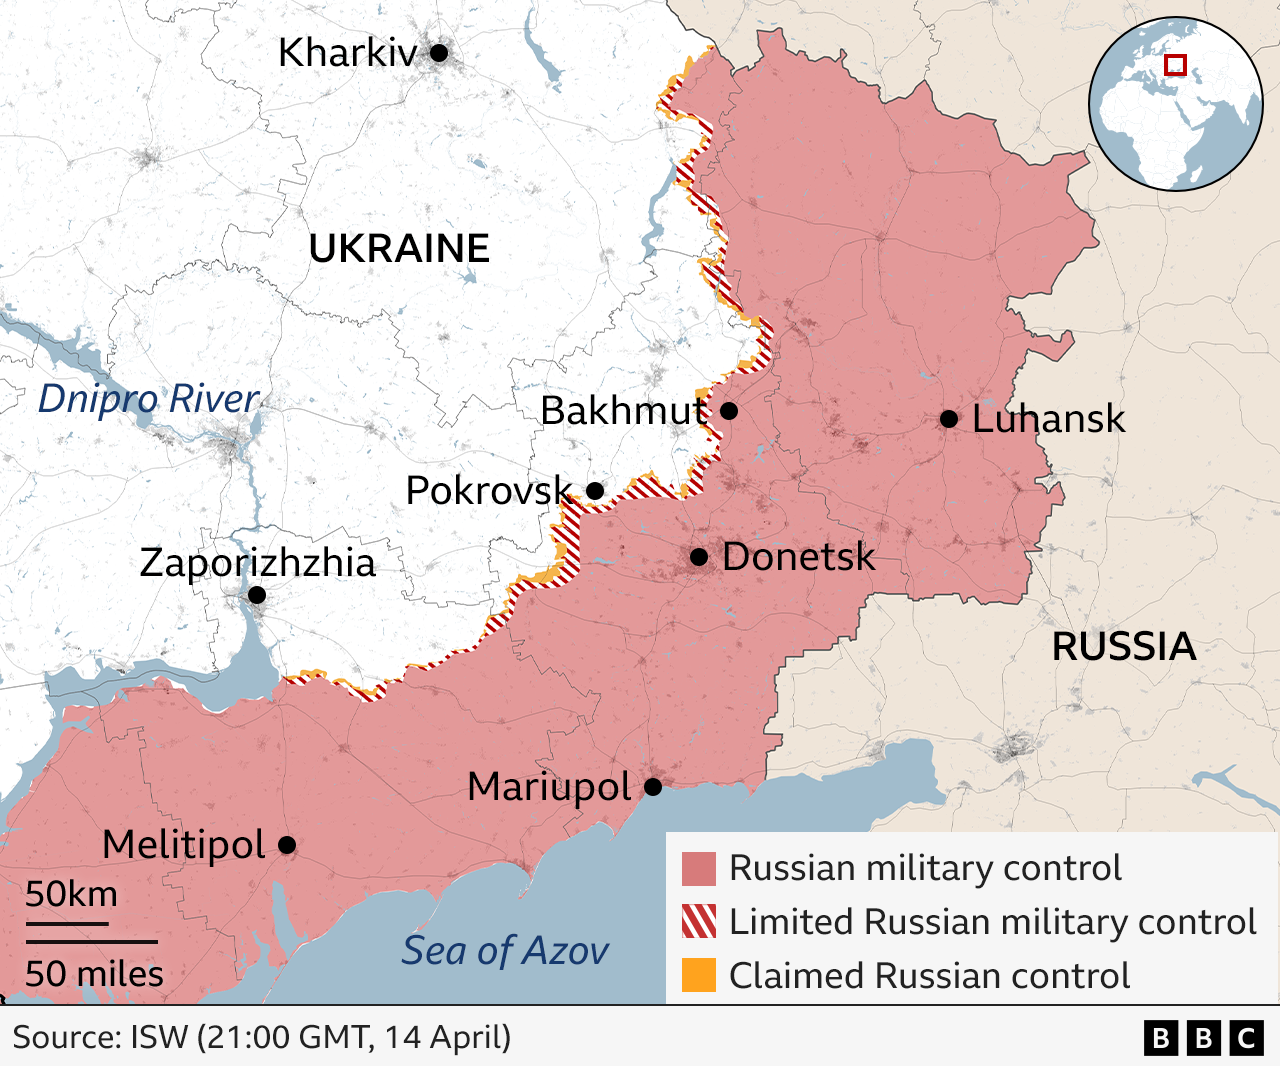 Kharkiv
UKRAINE
Dnipro River
Bakhmut
Luhansk
Pokrovsk
Donetsk
Zaporizhzhia
RUSSIA
Mariupol
Melitipol
50km
50 miles
Sea of Azov
Russian military control
Limited Russian military control
Claimed Russian control
Source: ISW (21:00 GMT, 14 April)
BBC